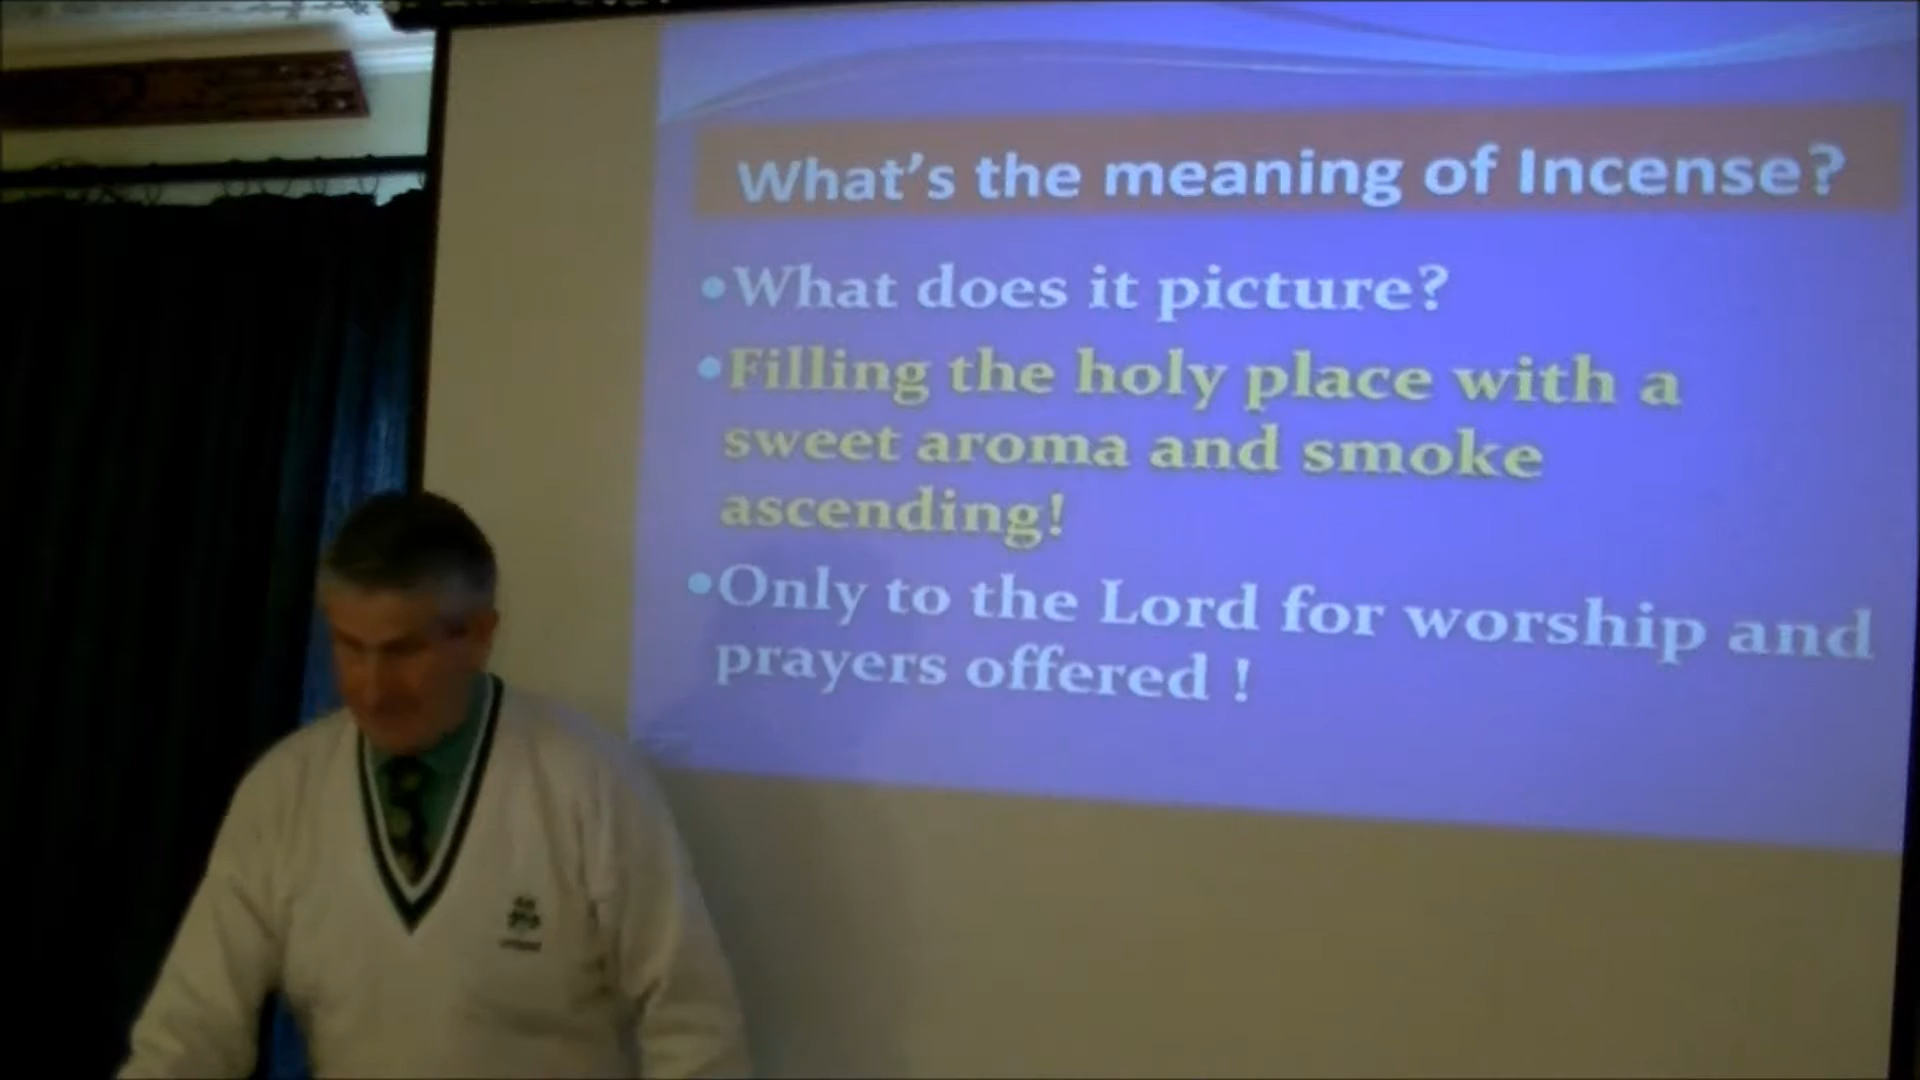 What's the meaning of Incense?
•What does it picture?
•Filling the holy place with a
sweet aroma and smoke
ascending!
•Only to the Lord for worship and
prayers offered !